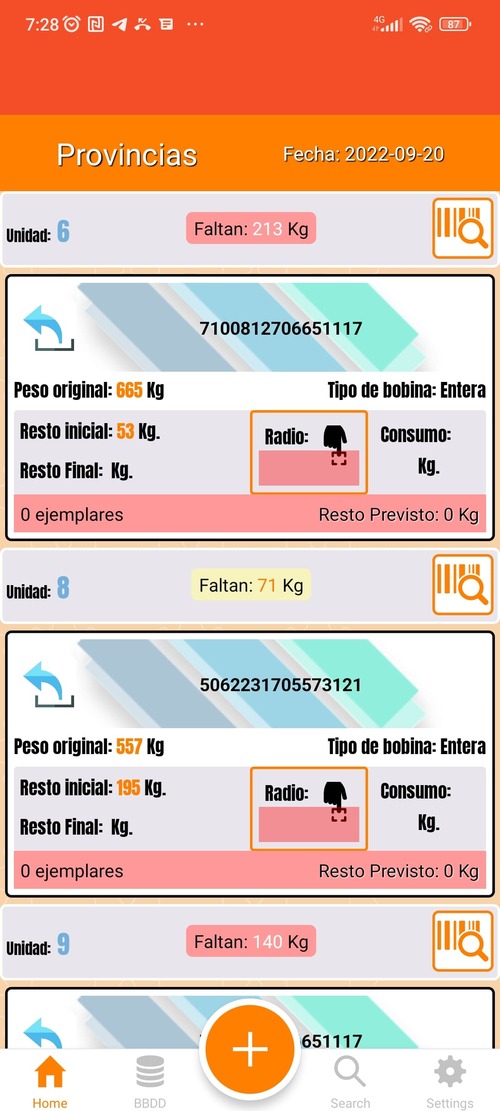 7:28
4G
87
Provincias
Fecha: 2022-09-20
Unidad: 6
Faltan: 213 Kg
7100812706651117
Peso original: 665 Kg
Tipo de bobina: Entera
Resto inicial: 53 Kg.
Radio:
Consumo:
Resto Final: Kg.
Kg.
0 ejemplares
Resto Previsto: 0 Kg
Unidad: 8
Faltan: 71 Kg
5062231705573121
Peso original: 557 Kg
Tipo de bobina: Entera
Resto inicial: 195 Kg.
Radio:
Consumo:
Resto Final: Kg.
Kg.
0 ejemplares
Resto Previsto: 0 Kg
Unidad: 9
Faltan: 140 Kg
651117
Home
BBDD
Search
Settings